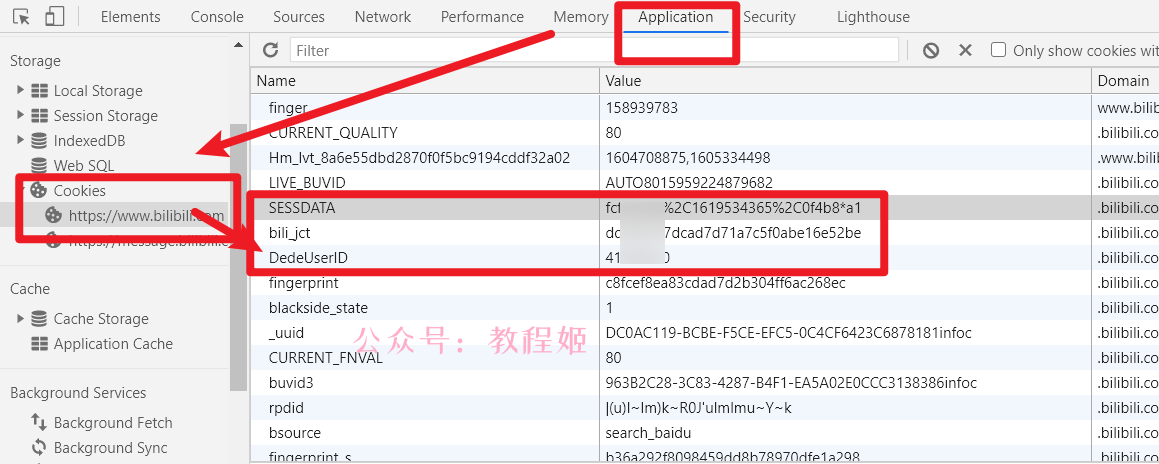 Elements Console Sources Network Performance Memory Application Security Lighthouse
Storage
Local Storage
Session Storage
IndexedDB
Web SQL
Cookies
https://www.bilibili.com
https://message.bilibili.c
Cache
Cache Storage
Application Cache
Background Services
Background Fetch
Background Sync
Filter
Only show cookies wit
Name Value Domain
finger 158939783 www.bilibi
CURRENT_QUALITY 80 .bilibili.co
Hm_lvt_8a6e55dbd2870f0f5bc9194cddf32a02 1604708875,1605334498 .www.bilibi
LIVE_BUVID AUTO8015959224879682 .bilibili.co
SESSDATA %2C1619534365%2C0f4b8*a1 .bilibili.co
bili_jct dc 7dcad7d71a7c5f0abe16e52be .bilibili.co
DedeUserID 41 0 .bilibili.co
fingerprint c8fcef8ea83cdad7d2b304ff6ac268ec .bilibili.co
blackside_state 1 .bilibili.co
_uuid DC0AC119-BCBE-F5CE-EFC5-0C4CF6423C6878181infoc .bilibili.co
CURRENT_FNVAL 80 .bilibili.co
buvid3 963B2C28-3C83-4287-B4F1-EA5A02E0CCC3138386infoc .bilibili.co
rpdid |(u)l~lm)k~R0J'ulmlmu~Y~k .bilibili.co
bsource search_baidu .bilibili.co
fingerprint_s b36a292f8098459dd8b78970dfe1a298 .bilibili.co
公众号：教程姬